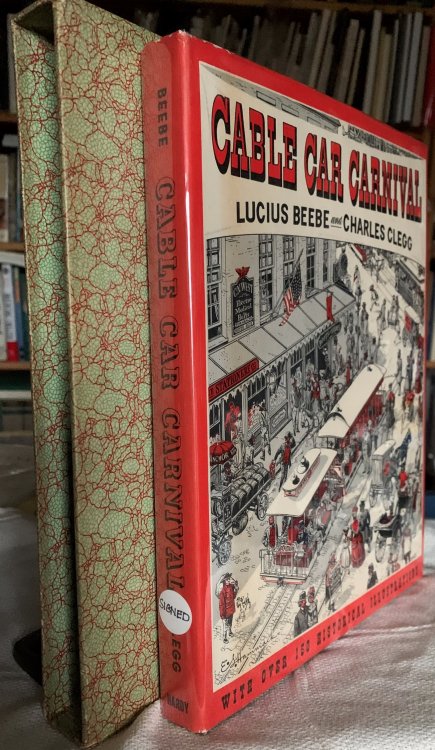 BEEBE CABLE CAR CARNIVAL EGG
SIGNED
HARDY
CABLE CAR CARNIVAL
LUCIUS BEEBE and CHARLES CLEGG
WITH OVER 150 HISTORICAL ILLUSTRATIONS